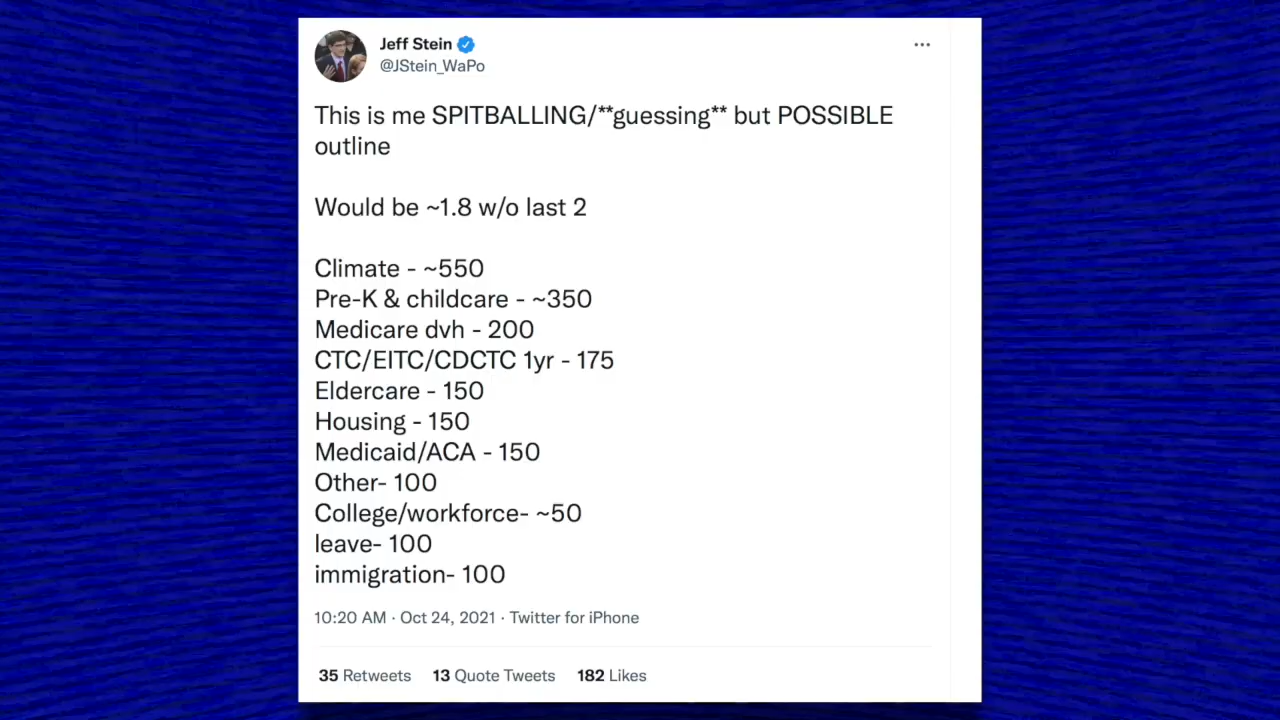 Jeff Stein
@JStein_WaPo
This is me SPITBALLING/**guessing** but POSSIBLE
outline
Would be ~1.8 w/o last 2
Climate - ~550
Pre-K & childcare - ~350
Medicare dvh - 200
CTC/EITC/CDCTC 1yr - 175
Eldercare - 150
Housing - 150
Medicaid/ACA - 150
Other- 100
College/workforce- ~50
leave- 100
immigration- 100
10:20 AM · Oct 24, 2021 · Twitter for iPhone
35 Retweets 13 Quote Tweets 182 Likes